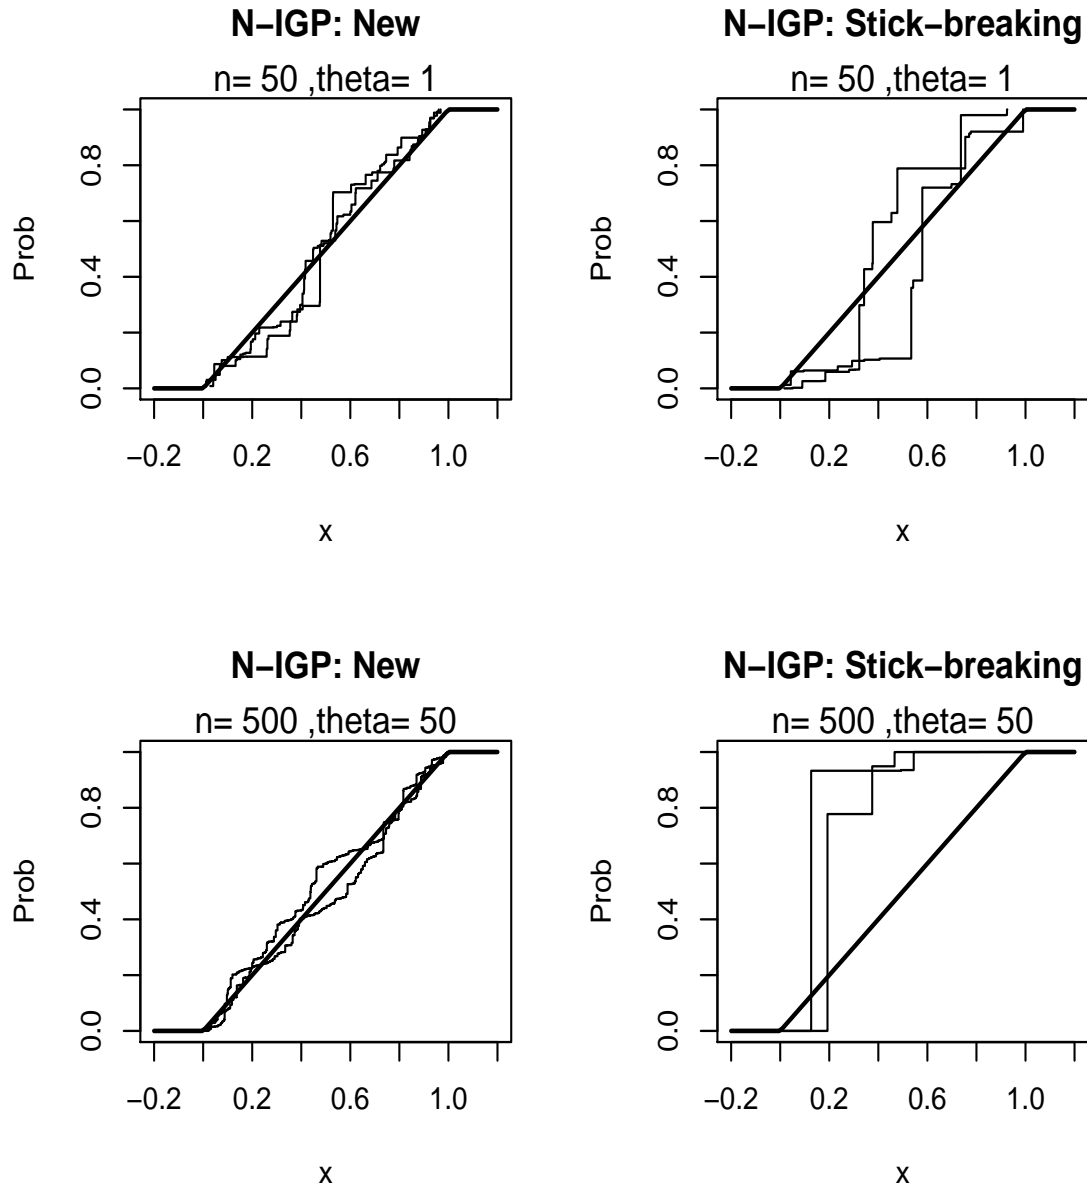 N−IGP: New
n= 50 ,theta= 1
Prob
0.0 0.4 0.8
−0.2 0.2 0.6 1.0
x
N−IGP: Stick−breaking
n= 50 ,theta= 1
Prob
0.0 0.4 0.8
−0.2 0.2 0.6 1.0
x
N−IGP: New
n= 500 ,theta= 50
Prob
0.0 0.4 0.8
−0.2 0.2 0.6 1.0
x
N−IGP: Stick−breaking
n= 500 ,theta= 50
Prob
0.0 0.4 0.8
−0.2 0.2 0.6 1.0
x